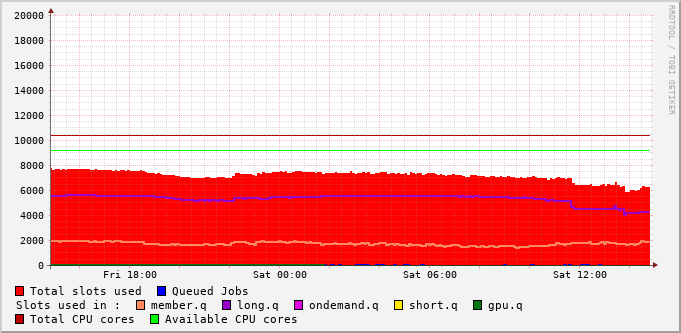 RRDTOOL / TOBI OETIKER
20000
18000
16000
14000
12000
10000
8000
6000
4000
2000
0
Fri 18:00 Sat 00:00 Sat 06:00 Sat 12:00
Total slots used Queued Jobs
Slots used in : member.q long.q ondemand.q short.q gpu.q
Total CPU cores Available CPU cores